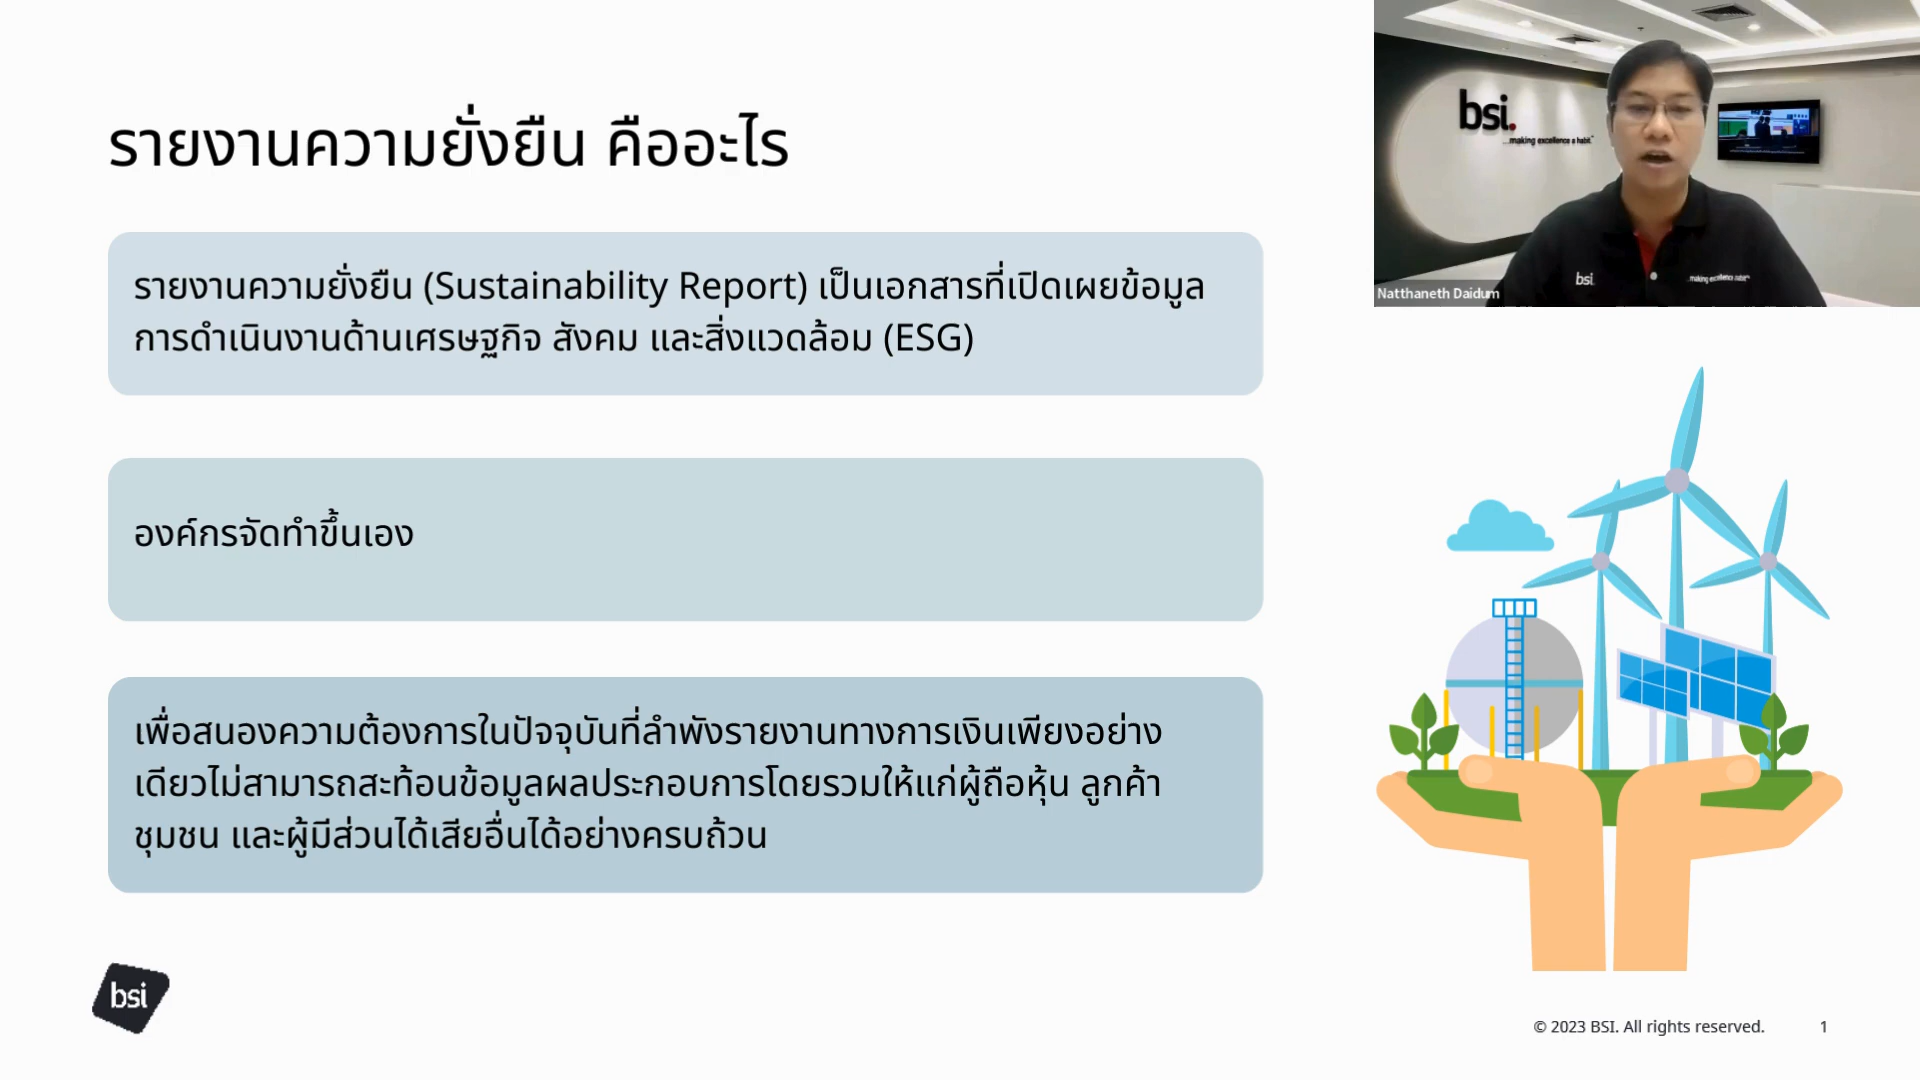 รายงานความยั่งยืน คืออะไร
รายงานความยั่งยืน (Sustainability Report) เป็นเอกสารที่เปิดเผยข้อมูล
การดำเนินงานด้านเศรษฐกิจ สังคม และสิ่งแวดล้อม (ESG)
องค์กรจัดทำขึ้นเอง
เพื่อสนองความต้องการในปัจจุบันที่ลำพังรายงานทางการเงินเพียงอย่าง
เดียวไม่สามารถสะท้อนข้อมูลผลประกอบการโดยรวมให้แก่ผู้ถือหุ้น ลูกค้า
ชุมชน และผู้มีส่วนได้เสียอื่นได้อย่างครบถ้วน
bsi.
...making excellence a habit.™
bsi.
...making excellence a habit.™
Natthaneth Daidum
bsi
© 2023 BSI. All rights reserved.
1